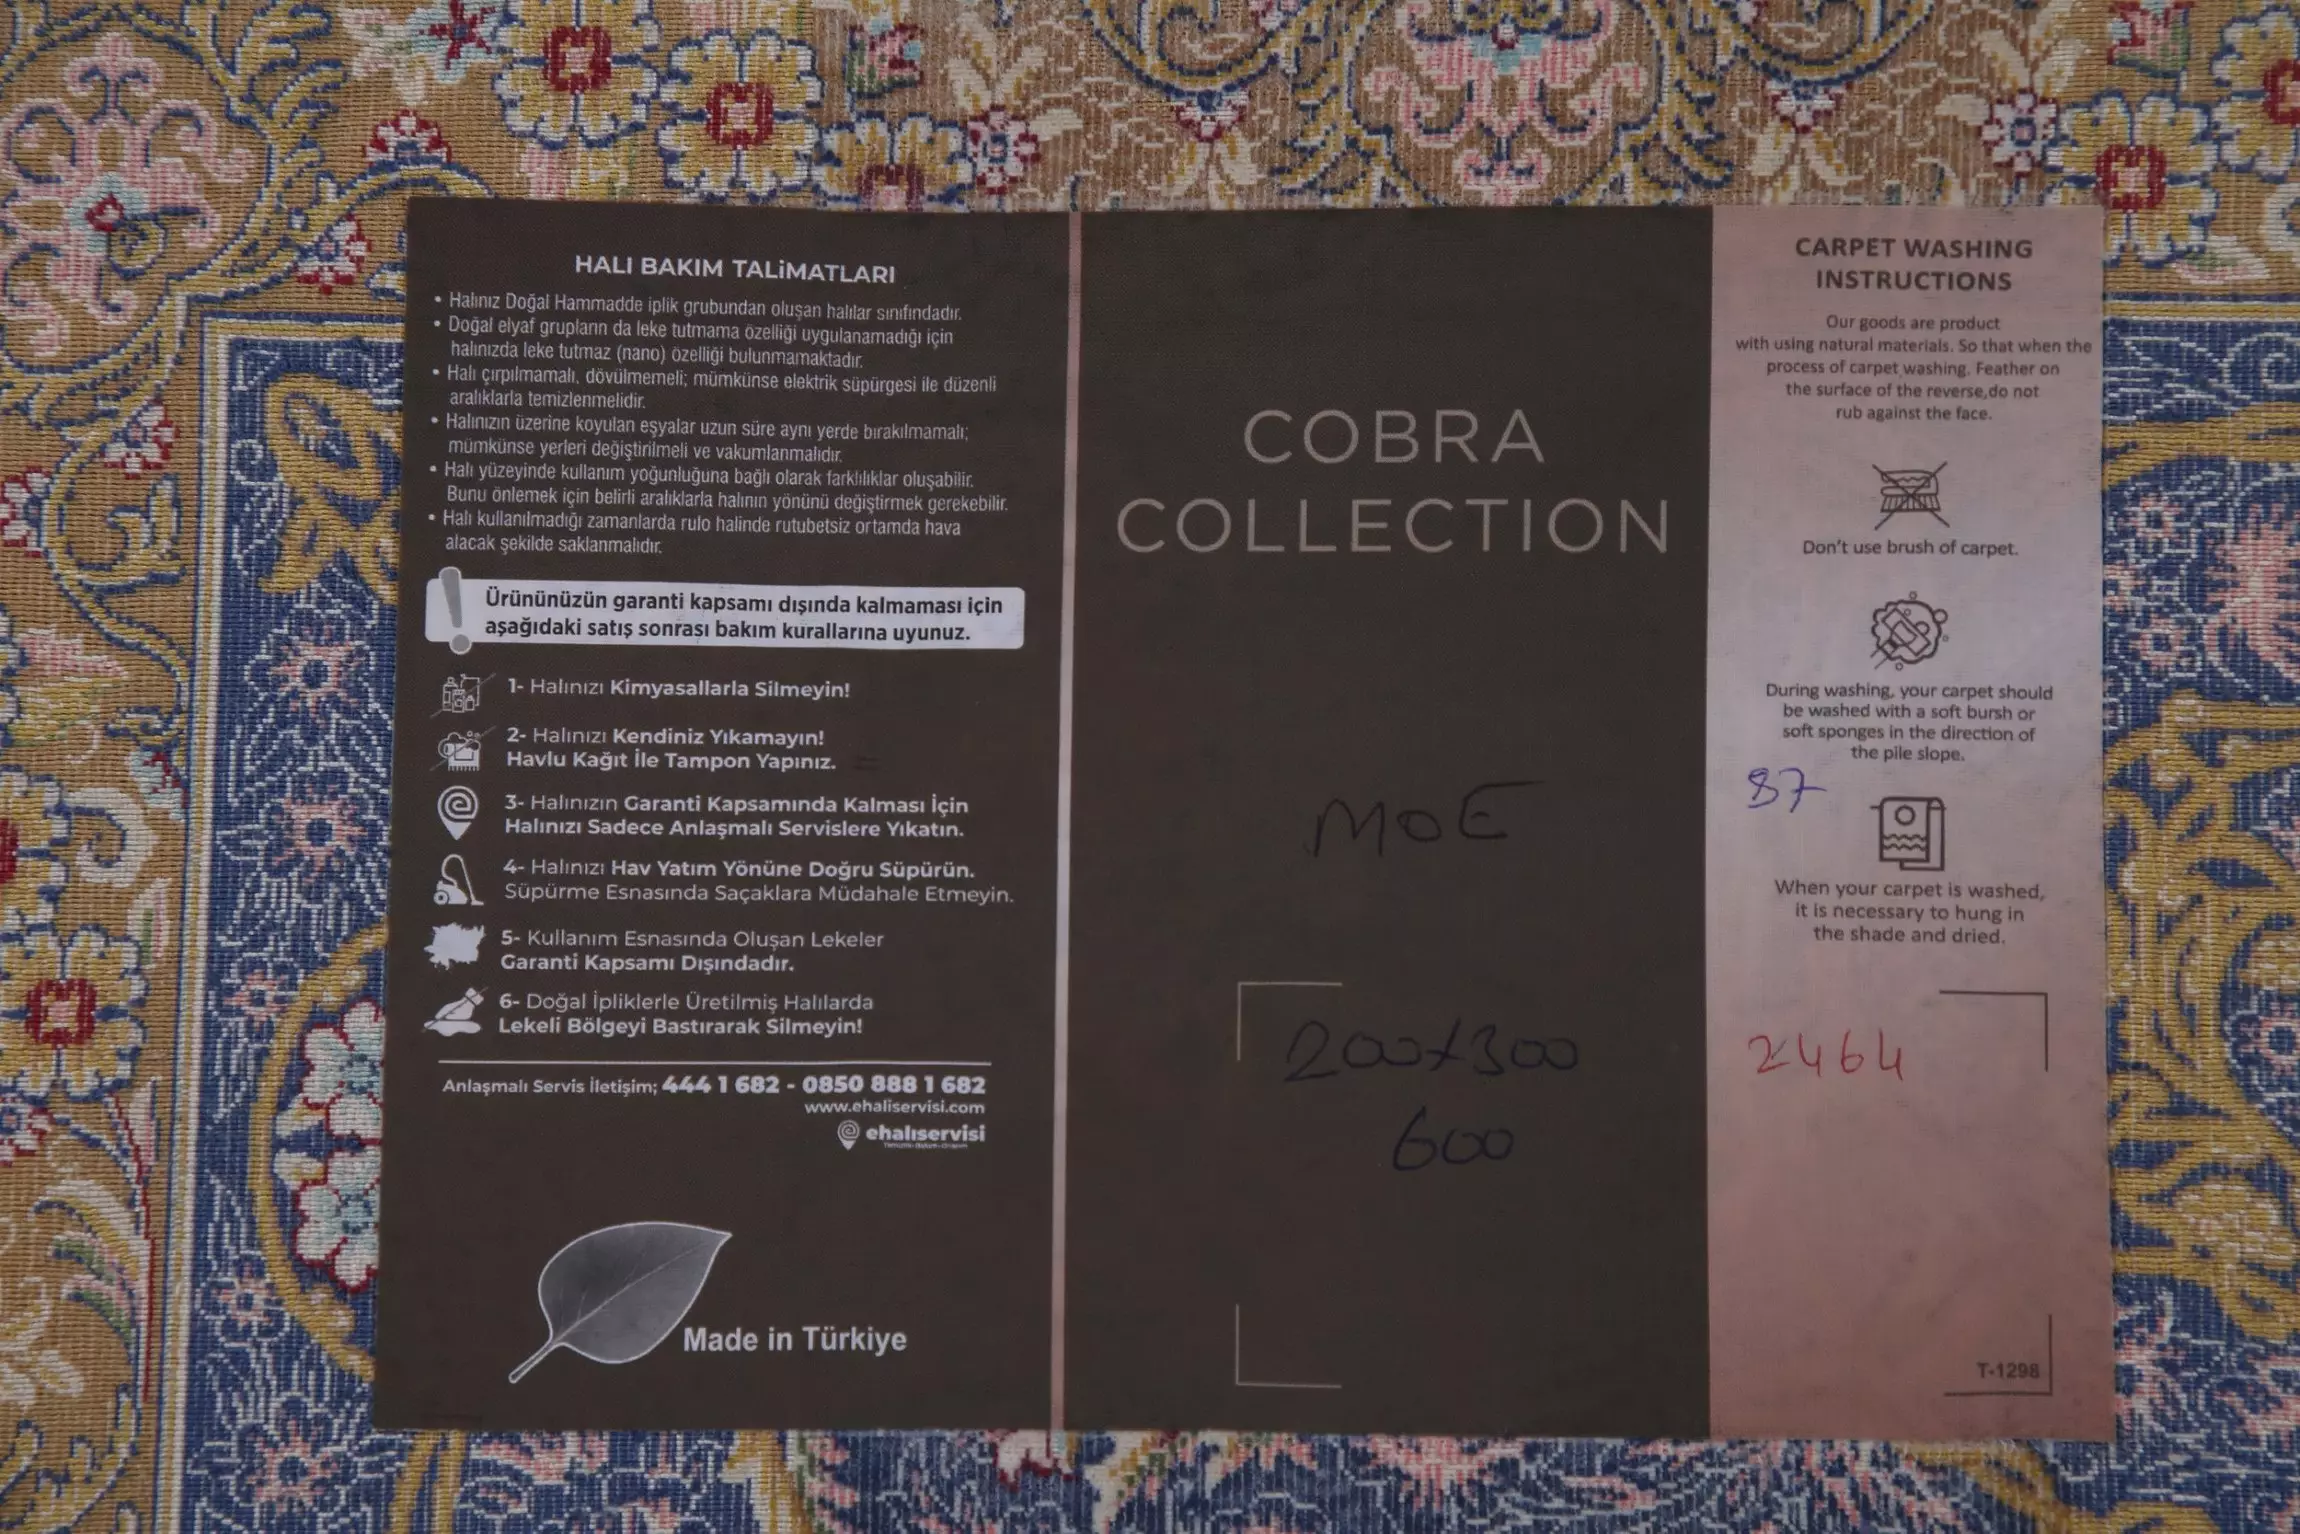 HALI BAKIM TALiMATLARI
• Halınız Doğal Hammadde iplik grubundan oluşan halılar sınıfındadır.
• Doğal elyaf grupların da leke tutmama özelliği uygulanamadığı için
halınızda leke tutmaz (nano) özelliği bulunmamaktadır.
• Halı çırpılmamalı, dövülmemeli; mümkünse elektrik süpürgesi ile düzenli
aralıklarla temizlenmelidir.
• Halınızın üzerine koyulan eşyalar uzun süre aynı yerde bırakılmamalı;
mümkünse yerleri değiştirilmeli ve vakumlanmalıdır.
• Halı yüzeyinde kullanım yoğunluğuna bağlı olarak farklılıklar oluşabilir.
Bunu önlemek için belirli aralıklarla halının yönünü değiştirmek gerekebilir.
• Halı kullanılmadığı zamanlarda rulo halinde rutubetsiz ortamda hava
alacak şekilde saklanmalıdır.
Ürününüzün garanti kapsamı dışında kalmaması için
aşağıdaki satış sonrası bakım kurallarına uyunuz.
1- Halınızı Kimyasallarla Silmeyin!
2- Halınızı Kendiniz Yıkamayın!
Havlu Kağıt İle Tampon Yapınız.
3- Halınızın Garanti Kapsamında Kalması İçin
Halınızı Sadece Anlaşmalı Servislere Yıkatın.
4- Halınızı Hav Yatım Yönüne Doğru Süpürün.
Süpürme Esnasında Saçaklara Müdahale Etmeyin.
5- Kullanım Esnasında Oluşan Lekeler
Garanti Kapsamı Dışındadır.
6- Doğal İpliklerle Üretilmiş Halılarda
Lekeli Bölgeyi Bastırarak Silmeyin!
Anlaşmalı Servis İletişim; 444 1 682 - 0850 888 1 682
www.ehaliservisi.com
ehalıservisi
Made in Türkiye
COBRA
COLLECTION
MOE
200x300
600
CARPET WASHING
INSTRUCTIONS
Our goods are product
with using natural materials. So that when the
process of carpet washing. Feather on
the surface of the reverse,do not
rub against the face.
Don't use brush of carpet.
During washing, your carpet should
be washed with a soft bursh or
soft sponges in the direction of
the pile slope.
87
When your carpet is washed,
it is necessary to hung in
the shade and dried.
2464
T-1298